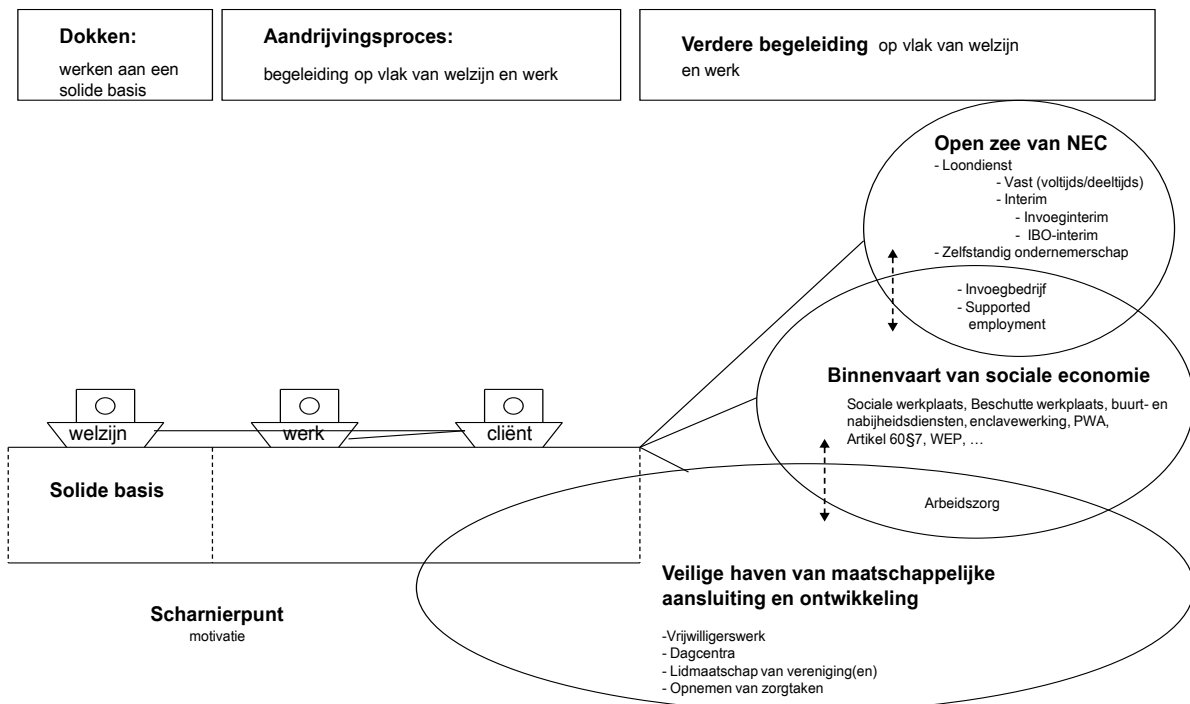 Dokken:
werken aan een
solide basis
Aandrijvingsproces:
begeleiding op vlak van welzijn en werk
Verdere begeleiding op vlak van welzijn
en werk
Open zee van NEC
- Loondienst
- Vast (voltijds/deeltijds)
- Interim
- Invoeginterim
- IBO-interim
- Zelfstandig ondernemerschap
- Invoegbedrijf
- Supported
employment
Binnenvaart van sociale economie
Sociale werkplaats, Beschutte werkplaats, buurt- en
nabijheidsdiensten, enclavewerking, PWA,
Artikel 60§7, WEP, …
welzijn
werk
cliënt
Solide basis
Arbeidszorg
Veilige haven van maatschappelijke
aansluiting en ontwikkeling
-Vrijwilligerswerk
- Dagcentra
- Lidmaatschap van vereniging(en)
- Opnemen van zorgtaken
Scharnierpunt
motivatie